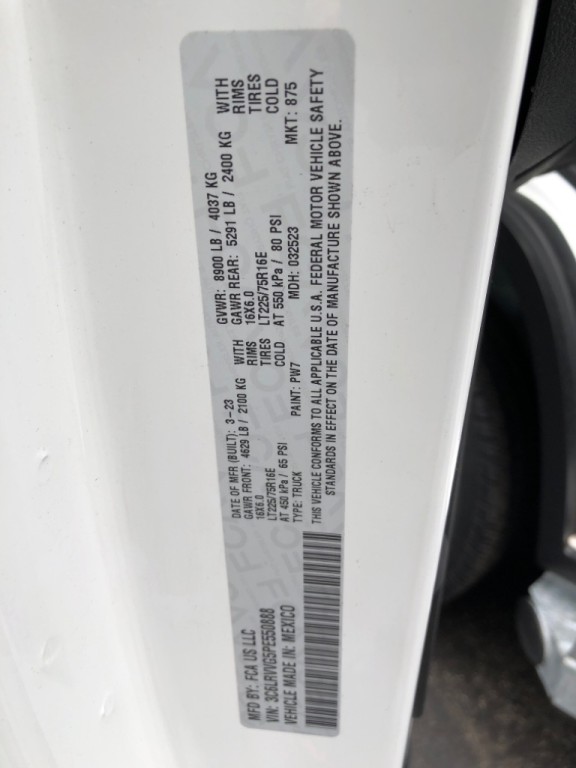 MFD BY: FCA US LLC
DATE OF MFR (BUILT): 3-23
GVWR: 8900 LB / 4037 KG
GAWR FRONT: 4629 LB / 2100 KG WITH
GAWR REAR: 5291 LB / 2400 KG WITH
16X6.0 RIMS
16X6.0 RIMS
LT225/75R16E TIRES
LT225/75R16E TIRES
AT 450 kPa / 65 PSI COLD
AT 550 kPa / 80 PSI COLD
VIN: 3C6LRVVG5PE550888
TYPE: TRUCK
PAINT: PW7
MDH: 032523
MKT: 875
VEHICLE MADE IN: MEXICO
THIS VEHICLE CONFORMS TO ALL APPLICABLE U.S.A. FEDERAL MOTOR VEHICLE SAFETY
STANDARDS IN EFFECT ON THE DATE OF MANUFACTURE SHOWN ABOVE.